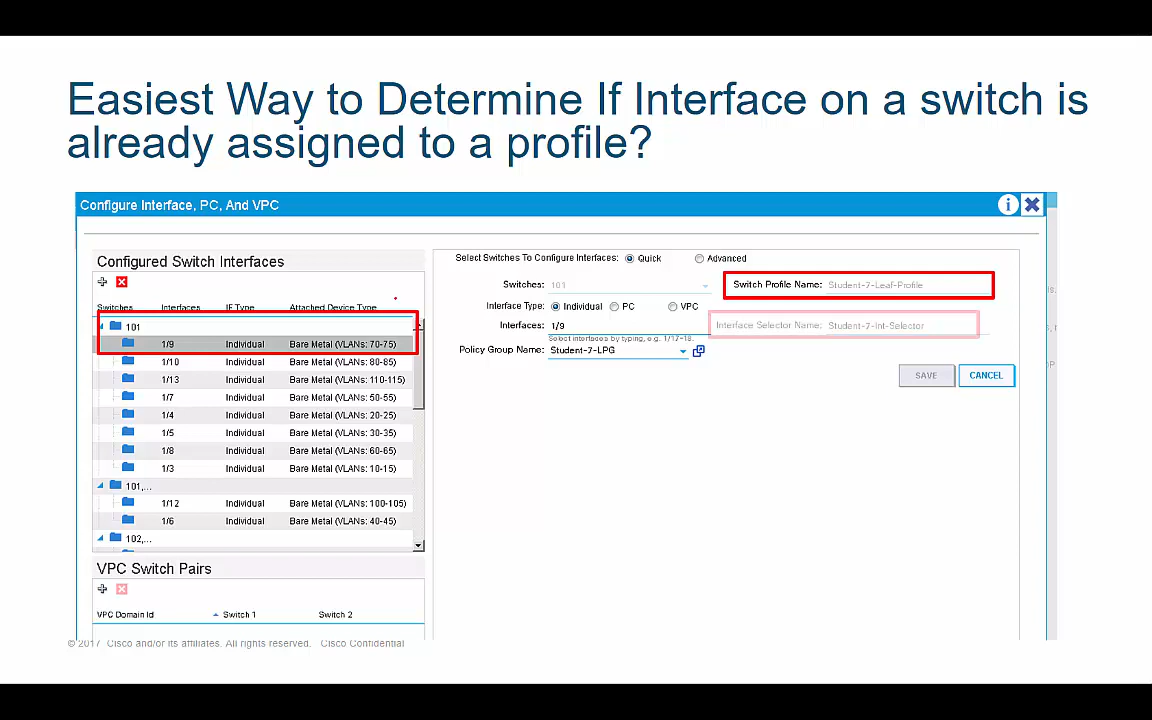 Easiest Way to Determine If Interface on a switch is
already assigned to a profile?
Configure Interface, PC, And VPC
i
Configured Switch Interfaces
Switches Interfaces IF Type Attached Device Type
101
1/9 Individual Bare Metal (VLANs: 70-75)
1/10 Individual Bare Metal (VLANs: 80-85)
1/13 Individual Bare Metal (VLANs: 110-115)
1/7 Individual Bare Metal (VLANs: 50-55)
1/4 Individual Bare Metal (VLANs: 20-25)
1/5 Individual Bare Metal (VLANs: 30-35)
1/8 Individual Bare Metal (VLANs: 60-65)
1/3 Individual Bare Metal (VLANs: 10-15)
101,...
1/12 Individual Bare Metal (VLANs: 100-105)
1/6 Individual Bare Metal (VLANs: 40-45)
102,...
VPC Switch Pairs
VPC Domain Id Switch 1 Switch 2
Select Switches To Configure Interfaces: Quick Advanced
Switches: 101 Switch Profile Name: Student-7-Leaf-Profile
Interface Type: Individual PC VPC
Interfaces: 1/9 Interface Selector Name: Student-7-Int-Selector
Select interfaces by typing, e.g. 1/17-18.
Policy Group Name: Student-7-LPG
SAVE CANCEL
© 2017 Cisco and/or its affiliates. All rights reserved. Cisco Confidential